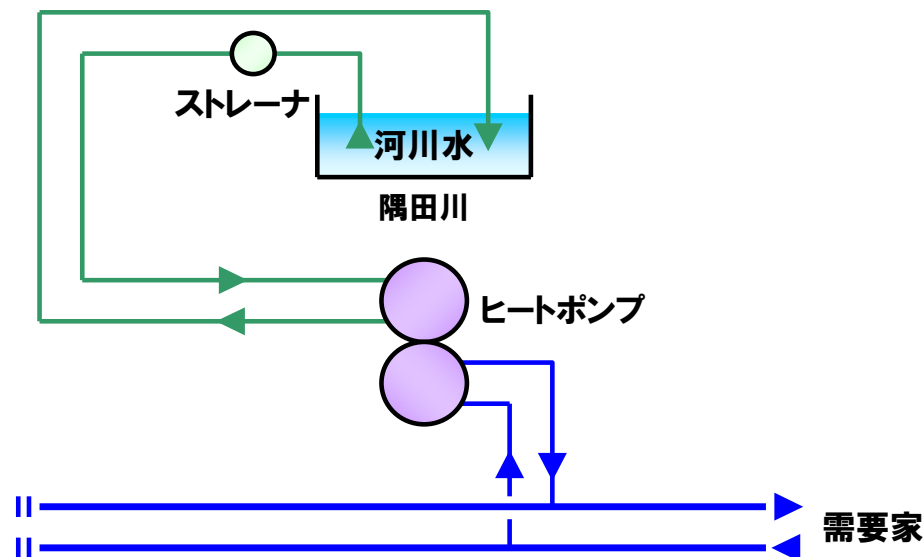 ストレーナ
河川水
隅田川
ヒートポンプ
需要家